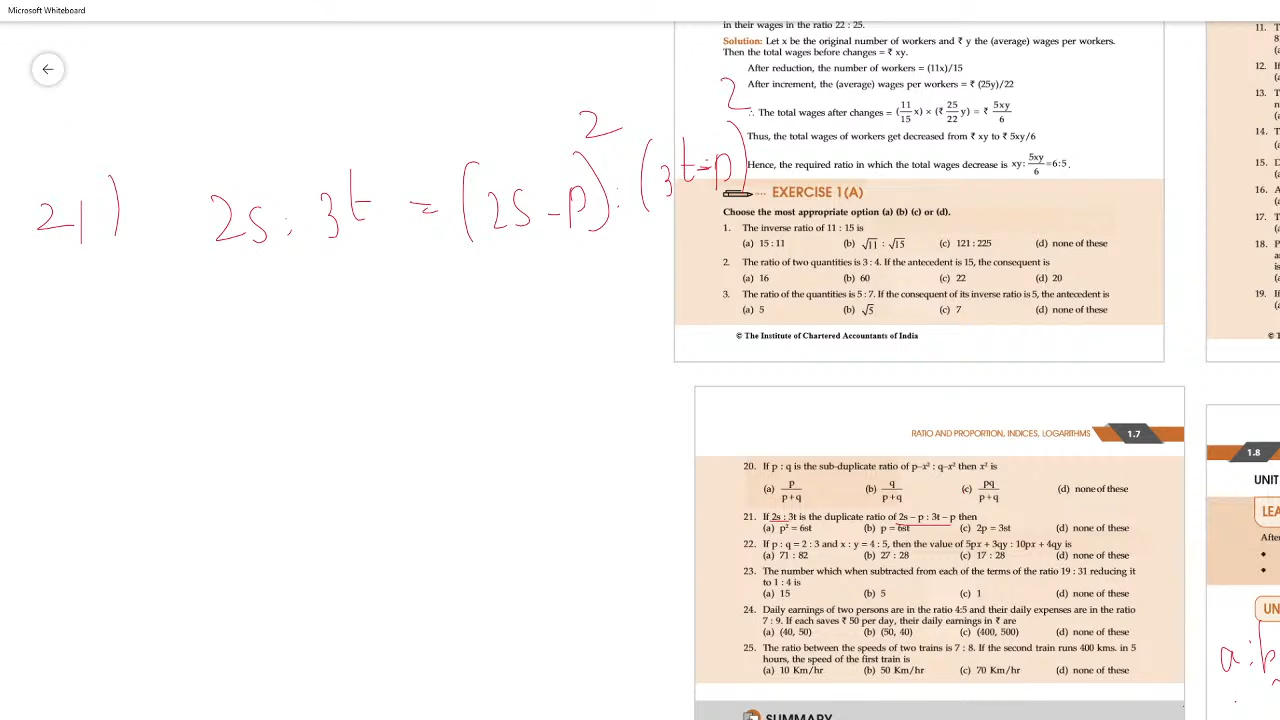 Microsoft Whiteboard
21) 2s : 3t = (2s - p)² : (3t - p)²
in their wages in the ratio 22 : 25.
Solution: Let x be the original number of workers and ₹ y the (average) wages per workers.
Then the total wages before changes = ₹ xy.
After reduction, the number of workers = (11x)/15
After increment, the (average) wages per workers = ₹ (25y)/22
∴ The total wages after changes = (11/15 x) × (₹ 25/22 y) = ₹ 5xy/6
Thus, the total wages of workers get decreased from ₹ xy to ₹ 5xy/6
Hence, the required ratio in which the total wages decrease is xy: 5xy/6 =6:5.
EXERCISE 1(A)
Choose the most appropriate option (a) (b) (c) or (d).
1. The inverse ratio of 11 : 15 is
(a) 15 : 11 (b) √11 : √15 (c) 121 : 225 (d) none of these
2. The ratio of two quantities is 3 : 4. If the antecedent is 15, the consequent is
(a) 16 (b) 60 (c) 22 (d) 20
3. The ratio of the quantities is 5 : 7. If the consequent of its inverse ratio is 5, the antecedent is
(a) 5 (b) √5 (c) 7 (d) none of these
© The Institute of Chartered Accountants of India
RATIO AND PROPORTION, INDICES, LOGARITHMS 1.7
20. If p : q is the sub-duplicate ratio of p–x² : q–x² then x² is
(a) p/p+q (b) q/p+q (c) pq/p+q (d) none of these
21. If 2s : 3t is the duplicate ratio of 2s – p : 3t – p then
(a) p² = 6st (b) p = 6st (c) 2p = 3st (d) none of these
22. If p : q = 2 : 3 and x : y = 4 : 5, then the value of 5px + 3qy : 10px + 4qy is
(a) 71 : 82 (b) 27 : 28 (c) 17 : 28 (d) none of these
23. The number which when subtracted from each of the terms of the ratio 19 : 31 reducing it
to 1 : 4 is
(a) 15 (b) 5 (c) 1 (d) none of these
24. Daily earnings of two persons are in the ratio 4:5 and their daily expenses are in the ratio
7 : 9. If each saves ₹ 50 per day, their daily earnings in ₹ are
(a) (40, 50) (b) (50, 40) (c) (400, 500) (d) none of these
25. The ratio between the speeds of two trains is 7 : 8. If the second train runs 400 kms. in 5
hours, the speed of the first train is
(a) 10 Km/hr (b) 50 Km/hr (c) 70 Km/hr (d) none of these
SUMMARY
11.
12.
13.
14.
15.
16.
17.
18.
19.
1.8
UNIT
After
a:b